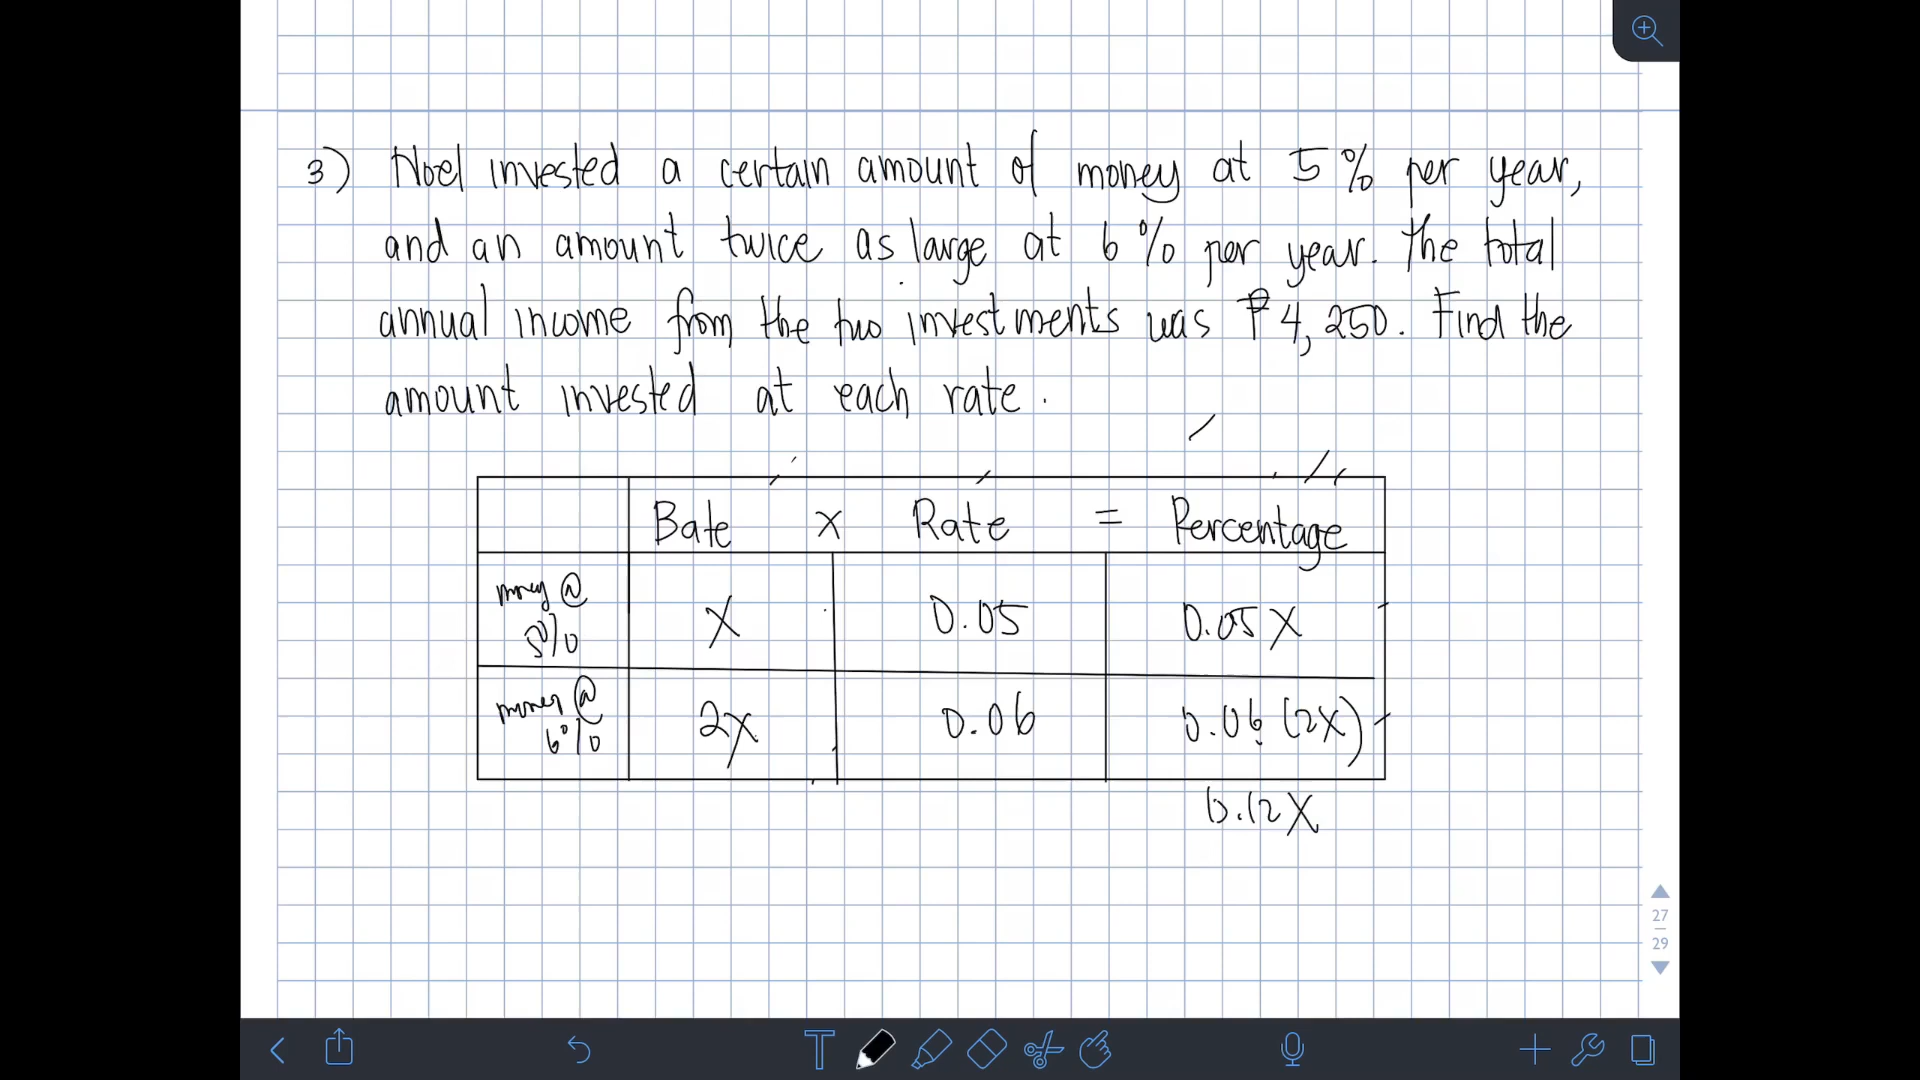 3) Noel invested a certain amount of money at 5% per year,
and an amount twice as large at 6% per year. The total
annual income from the two investments was ₱4,250. Find the
amount invested at each rate.
Bate x Rate = Percentage
money @ 5% x 0.05 0.05x
money @ 6% 2x 0.06 0.06(2x)
0.12x
27
29
T